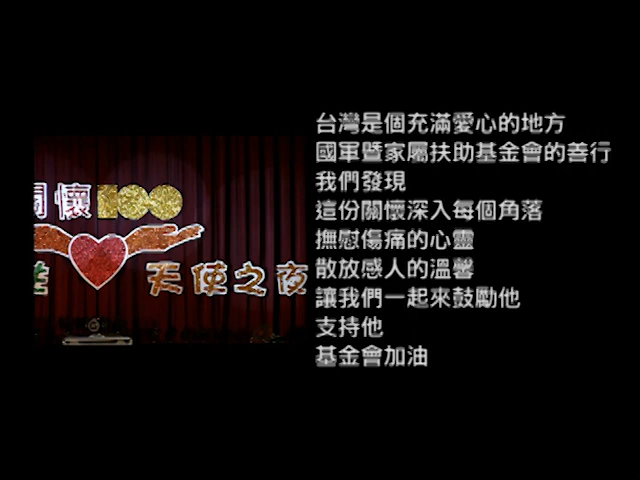 關懷100
天使之夜
台灣是個充滿愛心的地方
國軍暨家屬扶助基金會的善行
我們發現
這份關懷深入每個角落
撫慰傷痛的心靈
散放感人的溫馨
讓我們一起來鼓勵他
支持他
基金會加油